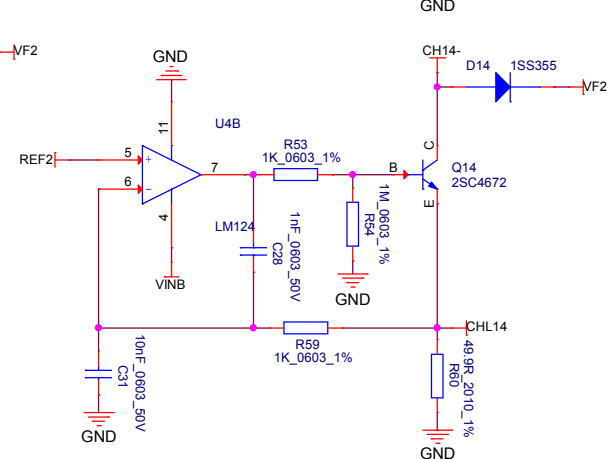 GND
VF2
GND
CH14-
D14
1SS355
VF2
11
U4B
REF2
5
+
6
-
7
R53
1K_0603_1%
B
C
E
Q14
2SC4672
4
LM124
VINB
C28
1nF_0603_50V
1M_0603_1%
R54
GND
CHL14
R59
1K_0603_1%
10nF_0603_50V
C31
GND
49.9R_2010_1%
R60
GND